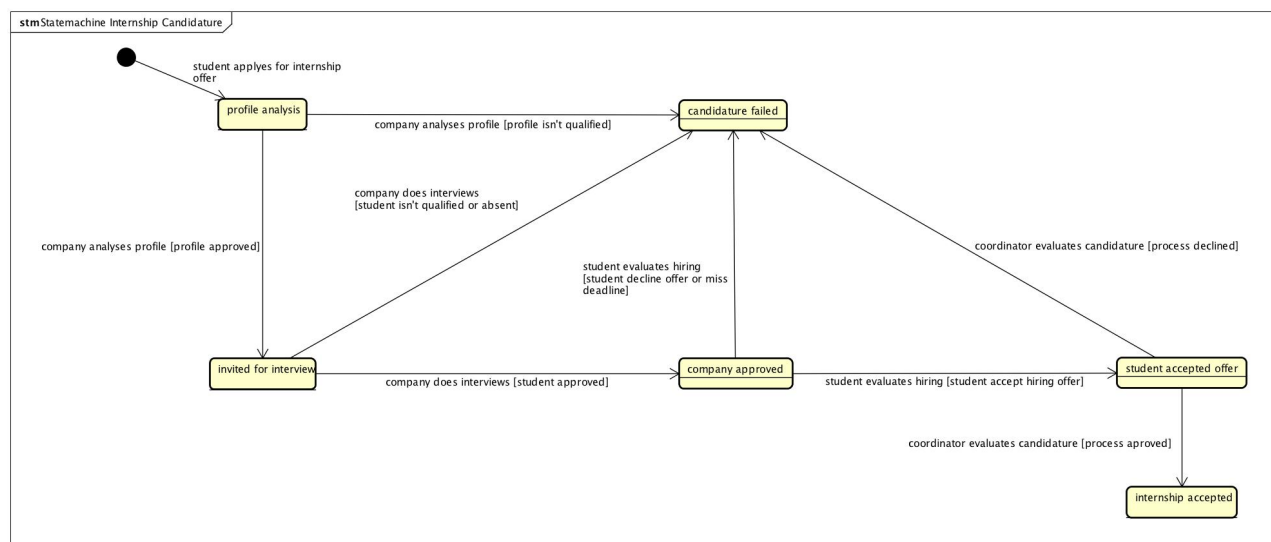 stm Statemachine Internship Candidature
student applyes for internship
offer
profile analysis
candidature failed
company analyses profile [profile isn't qualified]
company does interviews
[student isn't qualified or absent]
company analyses profile [profile approved]
coordinator evaluates candidature [process declined]
student evaluates hiring
[student decline offer or miss
deadline]
invited for interview
company approved
student accepted offer
company does interviews [student approved]
student evaluates hiring [student accept hiring offer]
coordinator evaluates candidature [process aproved]
internship accepted